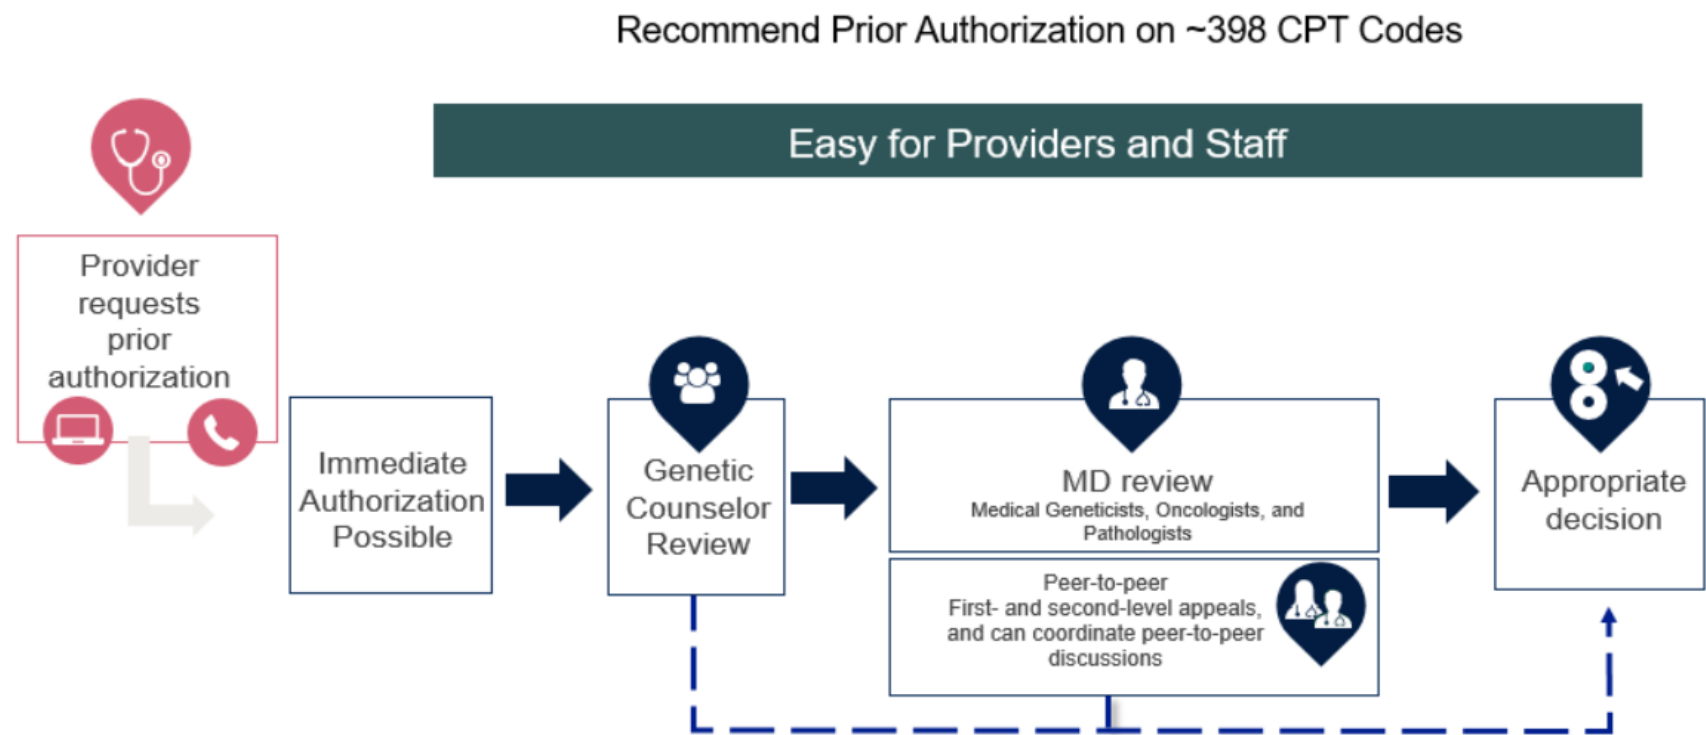 Recommend Prior Authorization on ~398 CPT Codes
Easy for Providers and Staff
Provider
requests
prior
authorization
Immediate
Authorization
Possible
Genetic
Counselor
Review
MD review
Medical Geneticists, Oncologists, and
Pathologists
Peer-to-peer
First- and second-level appeals,
and can coordinate peer-to-peer
discussions
Appropriate
decision